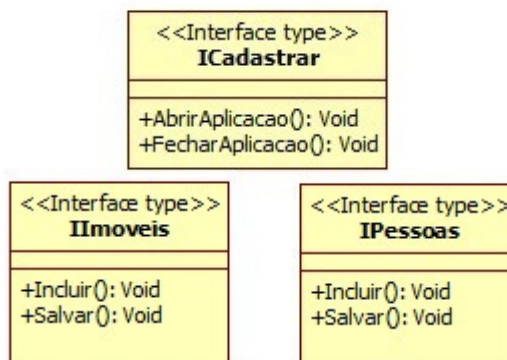 <<Interface type>>
ICadastrar
+AbrirAplicacao(): Void
+FecharAplicacao(): Void
<<Interface type>>
IImoveis
+Incluir(): Void
+Salvar(): Void
<<Interface type>>
IPessoas
+Incluir(): Void
+Salvar(): Void